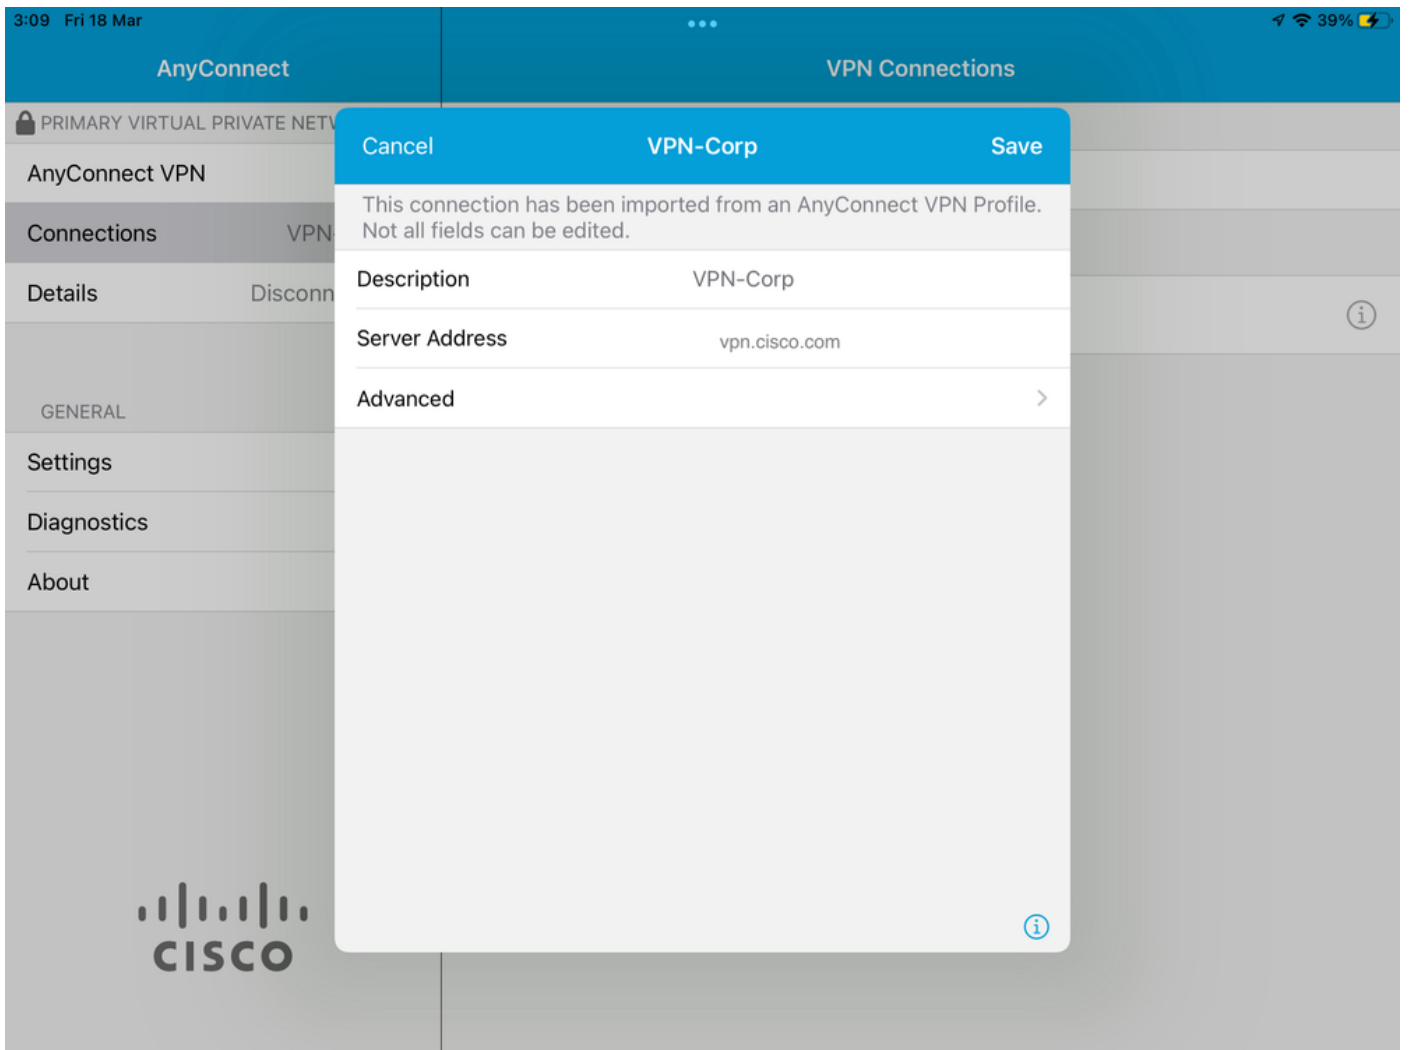 3:09 Fri 18 Mar
39%
AnyConnect
VPN Connections
PRIMARY VIRTUAL PRIVATE NETW
AnyConnect VPN
Connections VPN-
Details Disconn
GENERAL
Settings
Diagnostics
About
CISCO
Cancel VPN-Corp Save
This connection has been imported from an AnyConnect VPN Profile.
Not all fields can be edited.
Description VPN-Corp
Server Address vpn.cisco.com
Advanced